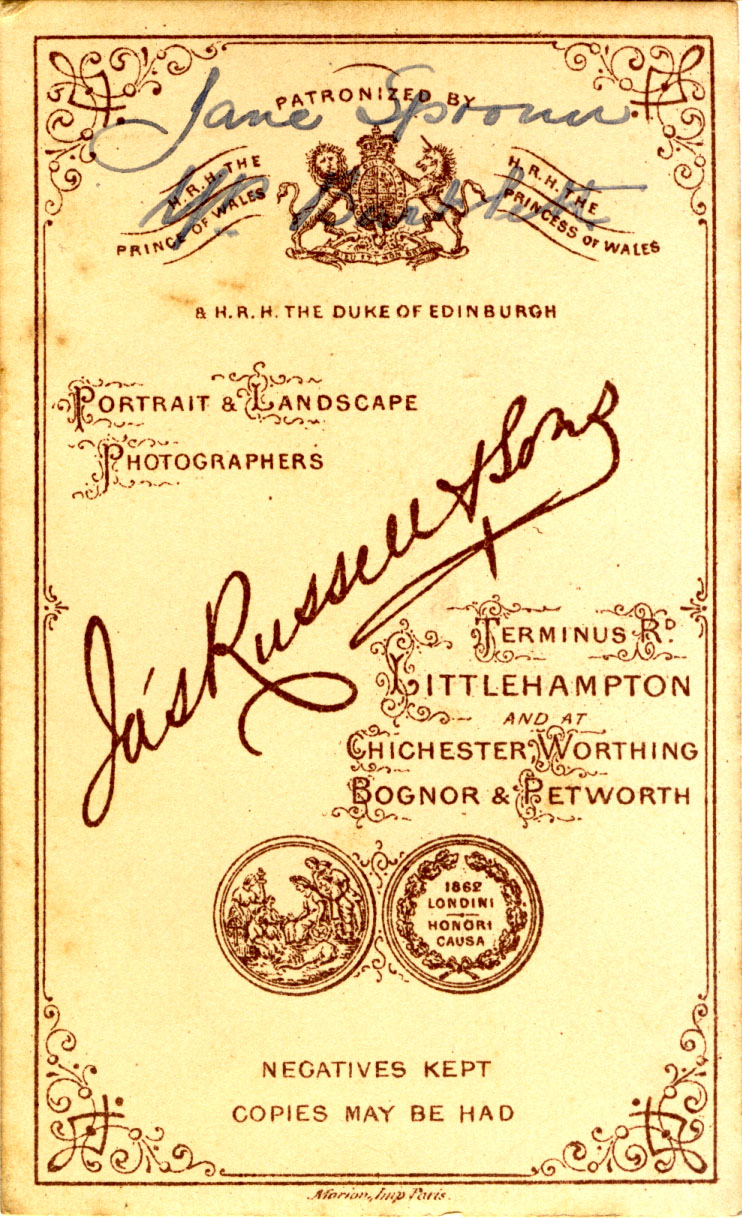 PATRONIZED BY
Jane
H.R.H. THE
PRINCE OF WALES
H.R.H. THE
PRINCESS OF WALES
Bartlett
& H.R.H. THE DUKE OF EDINBURGH
PORTRAIT & LANDSCAPE
PHOTOGRAPHERS
Jas Russell & Sons
TERMINUS RD.
LITTLEHAMPTON
AND AT
CHICHESTER, WORTHING
BOGNOR & PETWORTH
1862
LONDINI
HONORI
CAUSA
NEGATIVES KEPT
COPIES MAY BE HAD
Marion, Imp Paris.